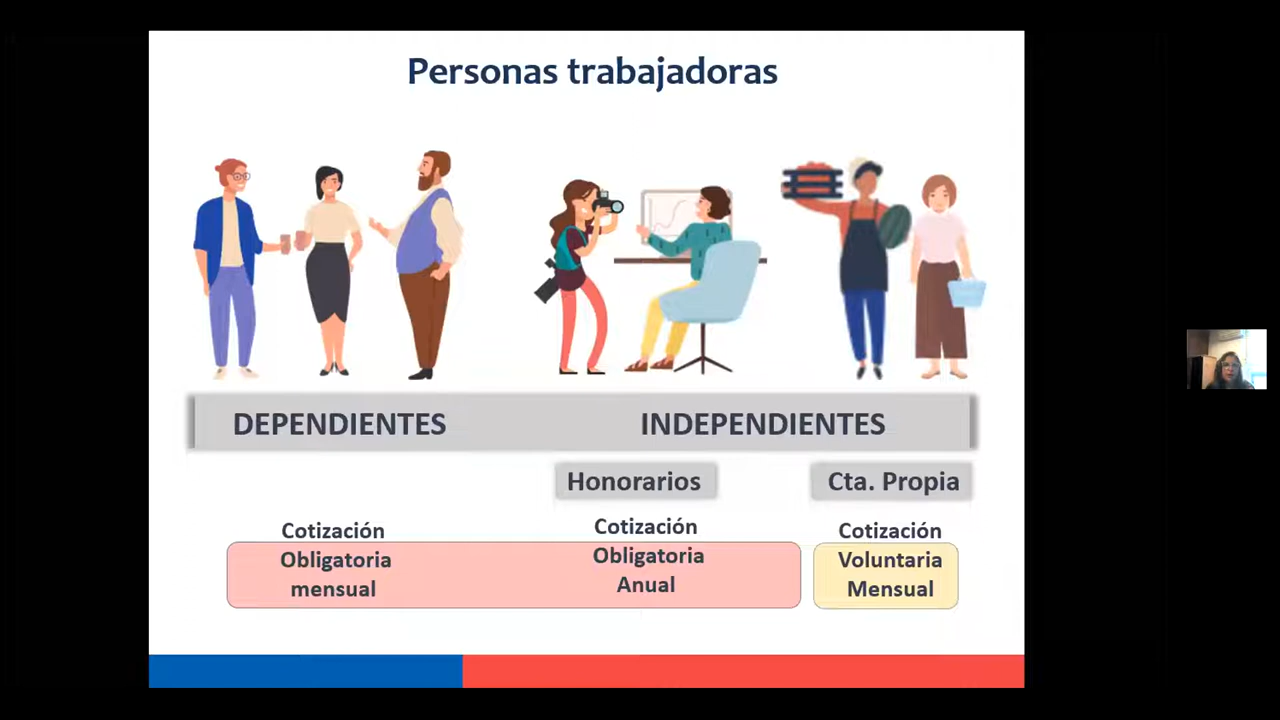 Personas trabajadoras
DEPENDIENTES
INDEPENDIENTES
Honorarios
Cta. Propia
Cotización
Obligatoria
mensual
Cotización
Obligatoria
Anual
Cotización
Voluntaria
Mensual